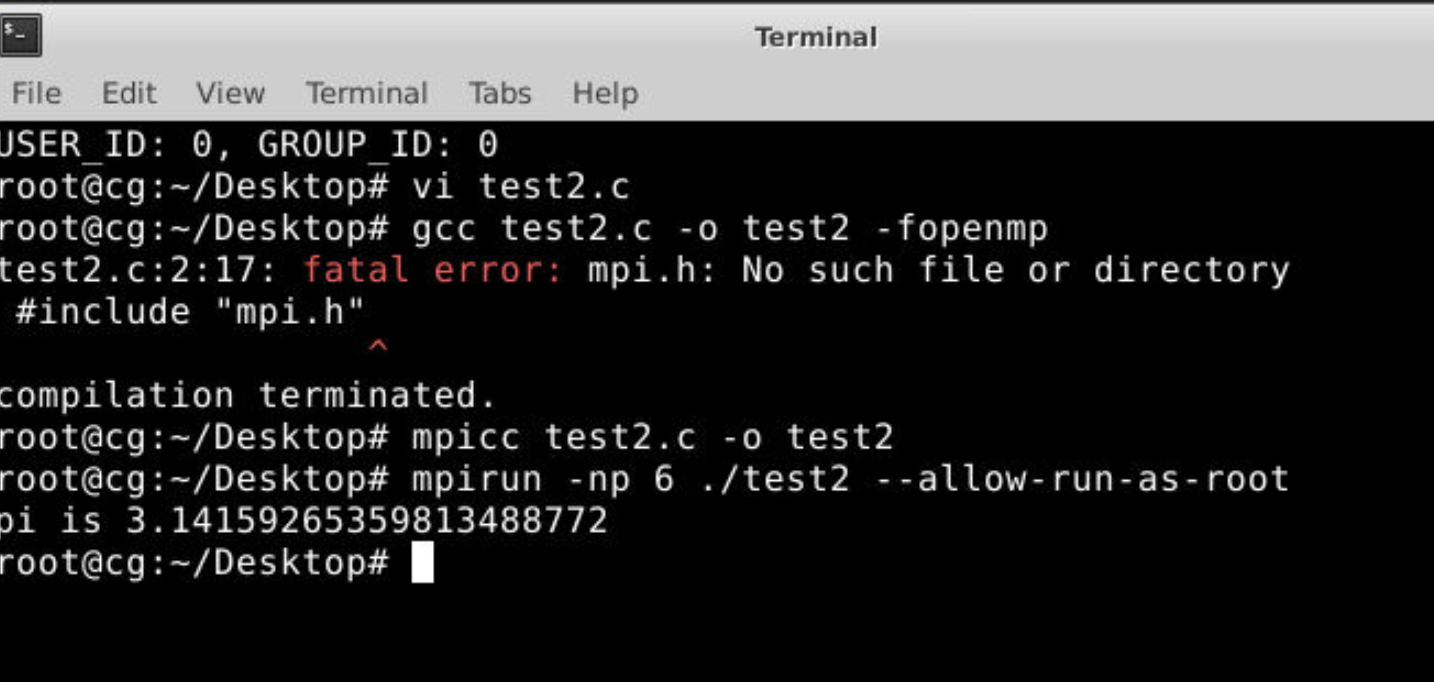 $_
Terminal
File Edit View Terminal Tabs Help
USER_ID: 0, GROUP_ID: 0
root@cg:~/Desktop# vi test2.c
root@cg:~/Desktop# gcc test2.c -o test2 -fopenmp
test2.c:2:17: fatal error: mpi.h: No such file or directory
 #include "mpi.h"
                 ^
compilation terminated.
root@cg:~/Desktop# mpicc test2.c -o test2
root@cg:~/Desktop# mpirun -np 6 ./test2 --allow-run-as-root
pi is 3.14159265359813488772
root@cg:~/Desktop#